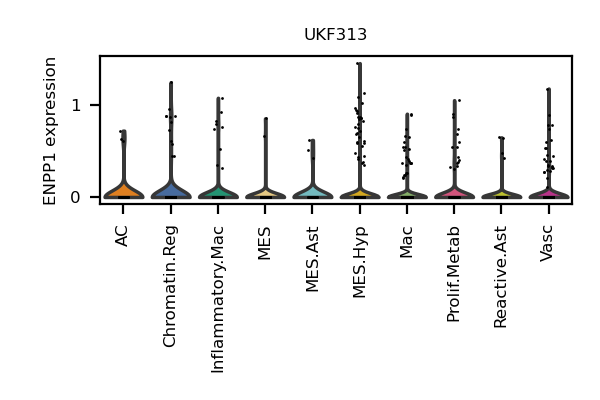 UKF313
ENPP1 expression
1
0
AC
Chromatin.Reg
Inflammatory.Mac
MES
MES.Ast
MES.Hyp
Mac
Prolif.Metab
Reactive.Ast
Vasc